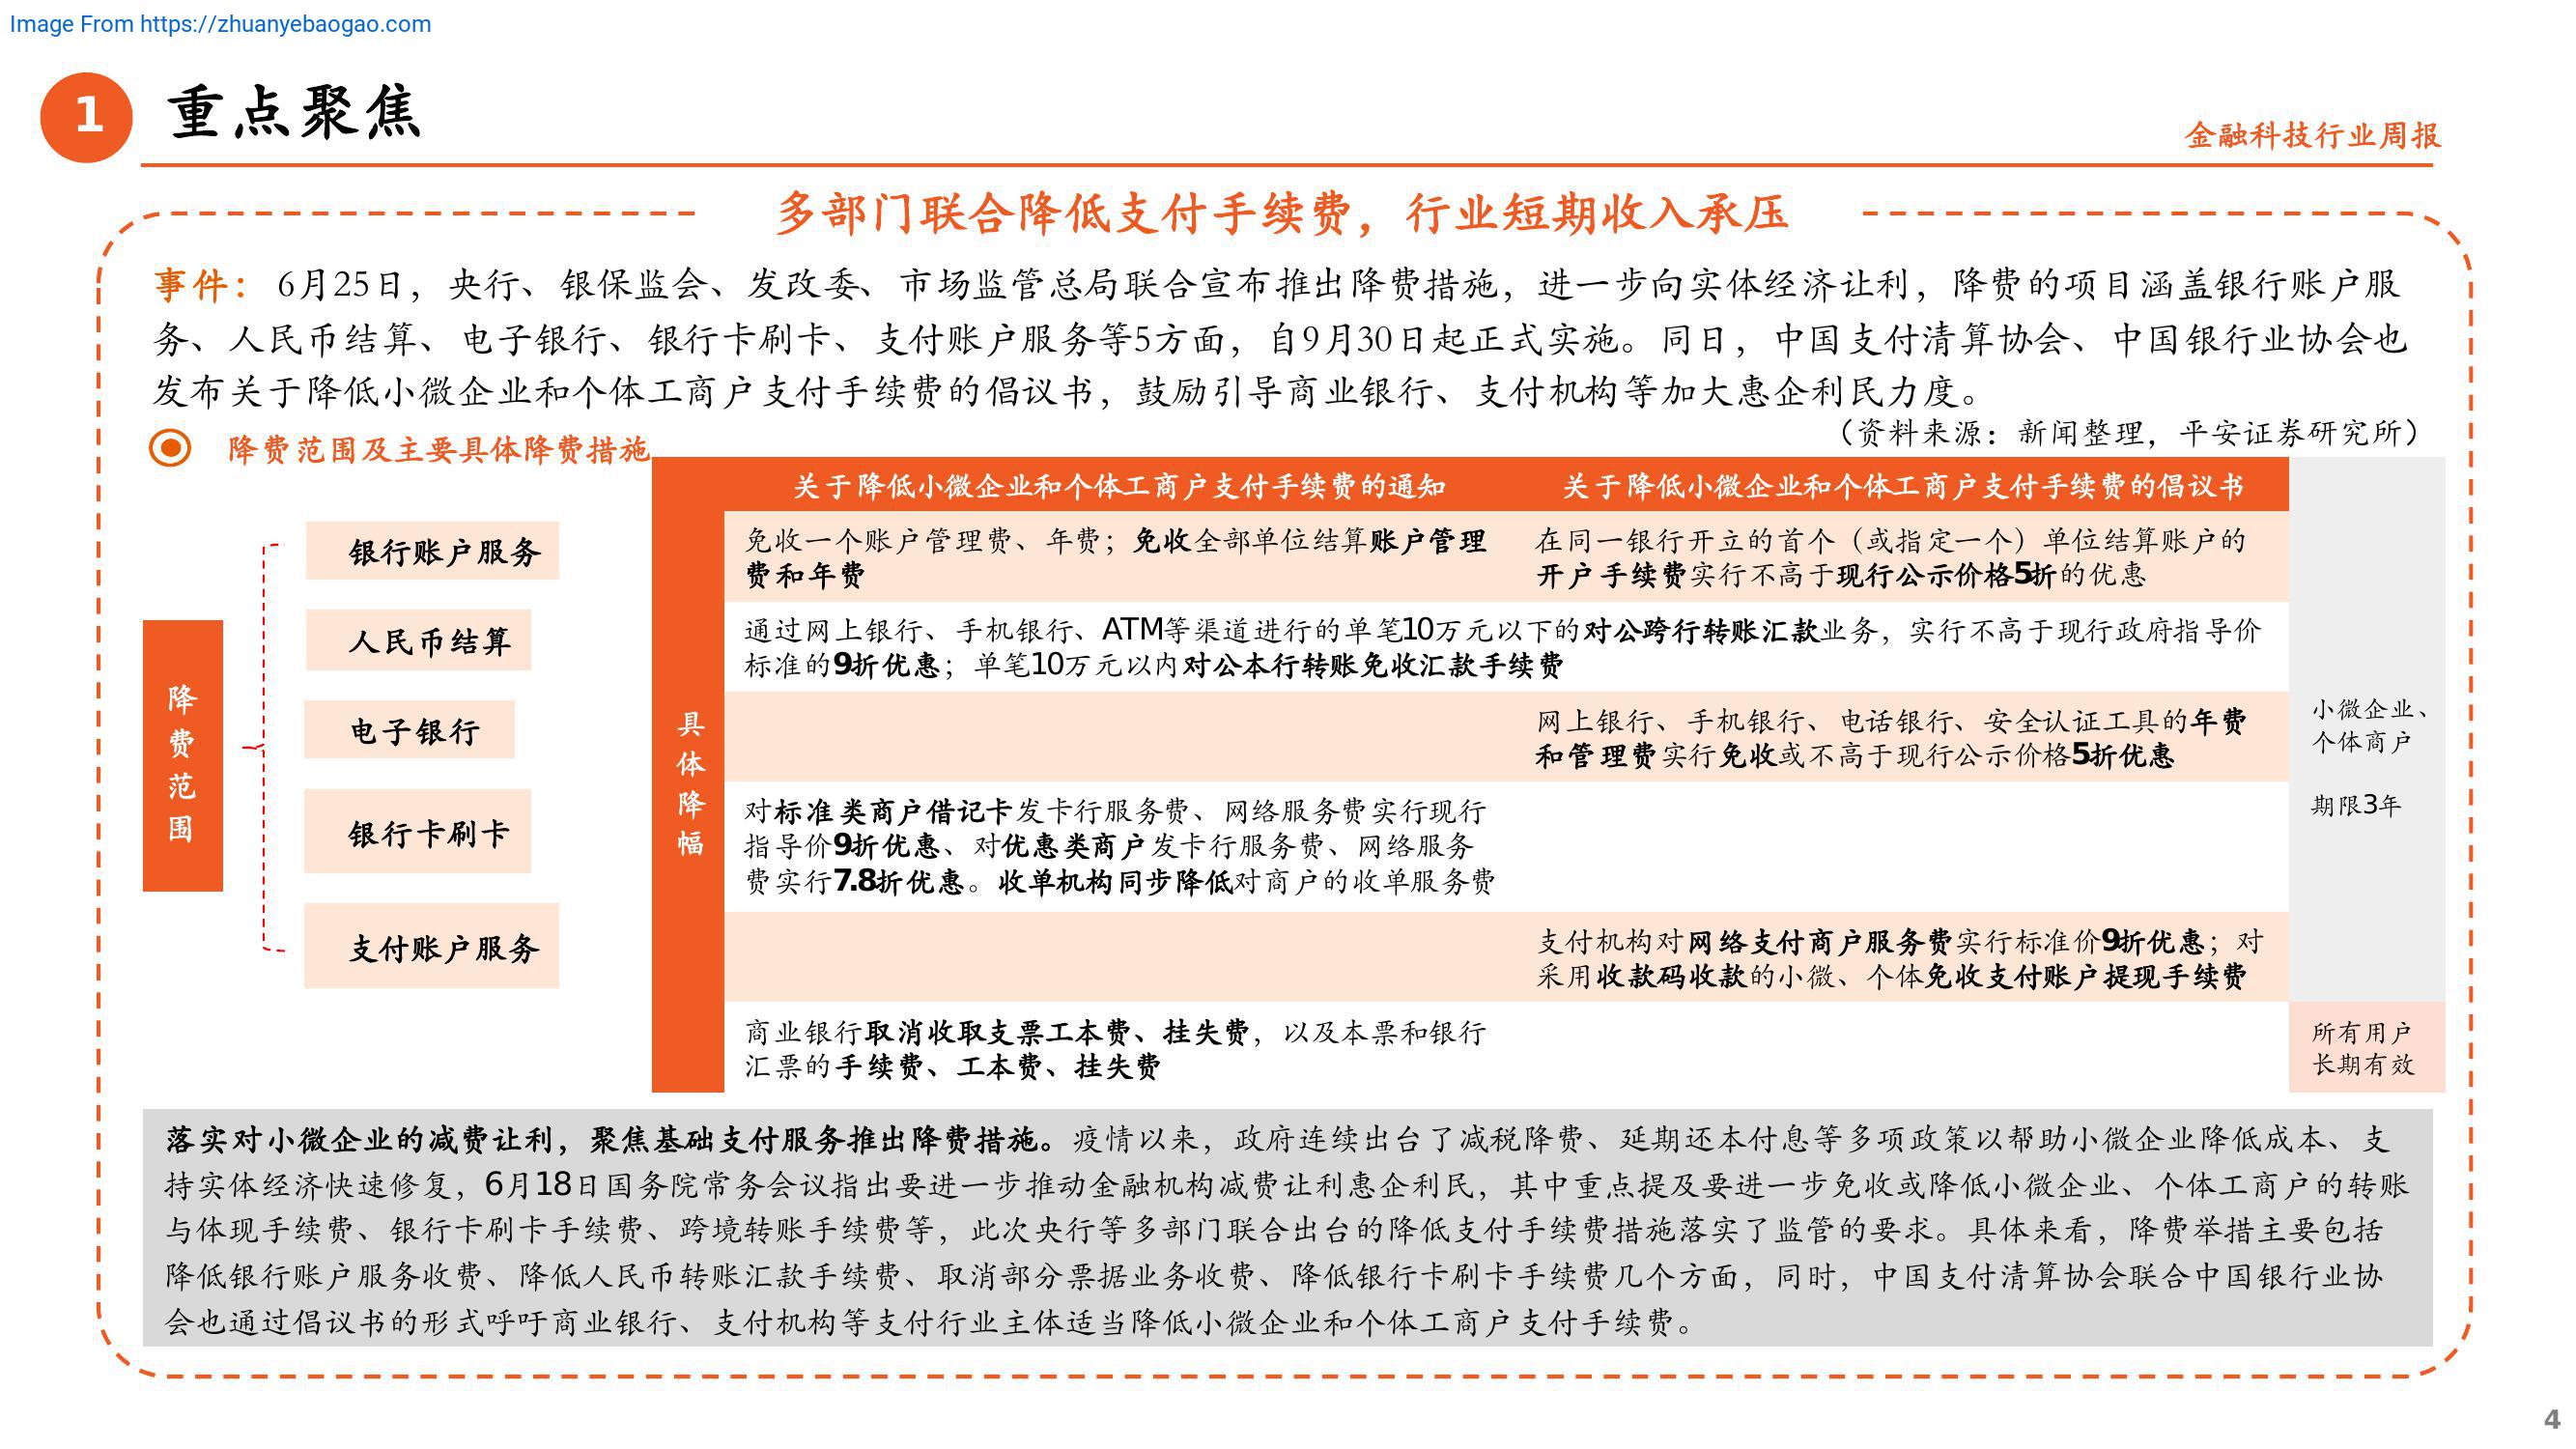 Image From https://zhuanyebaogao.com
1
重点聚焦
金融科技行业周报
多部门联合降低支付手续费，行业短期收入承压
事件：6月25日，央行、银保监会、发改委、市场监管总局联合宣布推出降费措施，进一步向实体经济让利，降费的项目涵盖银行账户服
务、人民币结算、电子银行、银行卡刷卡、支付账户服务等5方面，自9月30日起正式实施。同日，中国支付清算协会、中国银行业协会也
发布关于降低小微企业和个体工商户支付手续费的倡议书，鼓励引导商业银行、支付机构等加大惠企利民力度。
（资料来源：新闻整理，平安证券研究所）
降费范围及主要具体降费措施
降费范围
银行账户服务
人民币结算
电子银行
银行卡刷卡
支付账户服务
具体降幅
关于降低小微企业和个体工商户支付手续费的通知
关于降低小微企业和个体工商户支付手续费的倡议书
免收一个账户管理费、年费；免收全部单位结算账户管理
费和年费
在同一银行开立的首个（或指定一个）单位结算账户的
开户手续费实行不高于现行公示价格5折的优惠
通过网上银行、手机银行、ATM等渠道进行的单笔10万元以下的对公跨行转账汇款业务，实行不高于现行政府指导价
标准的9折优惠；单笔10万元以内对公本行转账免收汇款手续费
网上银行、手机银行、电话银行、安全认证工具的年费
和管理费实行免收或不高于现行公示价格5折优惠
对标准类商户借记卡发卡行服务费、网络服务费实行现行
指导价9折优惠、对优惠类商户发卡行服务费、网络服务
费实行7.8折优惠。收单机构同步降低对商户的收单服务费
支付机构对网络支付商户服务费实行标准价9折优惠；对
采用收款码收款的小微、个体免收支付账户提现手续费
商业银行取消收取支票工本费、挂失费，以及本票和银行
汇票的手续费、工本费、挂失费
小微企业、
个体商户
期限3年
所有用户
长期有效
落实对小微企业的减费让利，聚焦基础支付服务推出降费措施。疫情以来，政府连续出台了减税降费、延期还本付息等多项政策以帮助小微企业降低成本、支
持实体经济快速修复，6月18日国务院常务会议指出要进一步推动金融机构减费让利惠企利民，其中重点提及要进一步免收或降低小微企业、个体工商户的转账
与体现手续费、银行卡刷卡手续费、跨境转账手续费等，此次央行等多部门联合出台的降低支付手续费措施落实了监管的要求。具体来看，降费举措主要包括
降低银行账户服务收费、降低人民币转账汇款手续费、取消部分票据业务收费、降低银行卡刷卡手续费几个方面，同时，中国支付清算协会联合中国银行业协
会也通过倡议书的形式呼吁商业银行、支付机构等支付行业主体适当降低小微企业和个体工商户支付手续费。
4